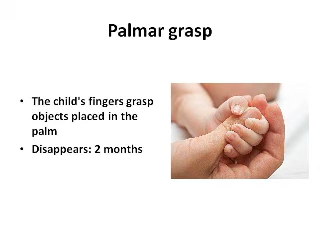 Palmar grasp
• The child's fingers grasp
objects placed in the
palm
• Disappears: 2 months